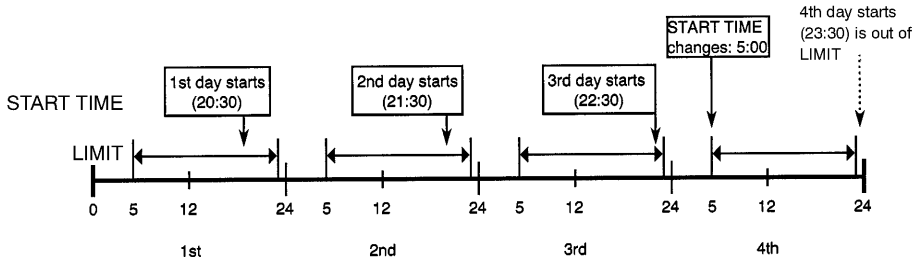 4th day starts
(23:30) is out of
LIMIT
START TIME
changes: 5:00
1st day starts
(20:30)
2nd day starts
(21:30)
3rd day starts
(22:30)
START TIME
LIMIT
0 5 12 24 5 12 24 5 12 24 5 12 24
1st 2nd 3rd 4th